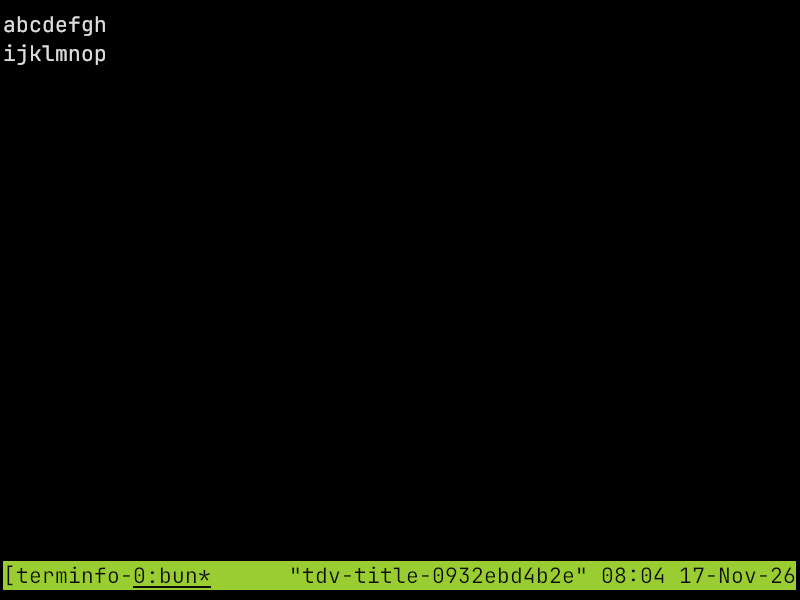 abcdefgh
ijklmnop
[terminfo-0:bun*      "tdv-title-0932ebd4b2e" 08:04 17-Nov-26